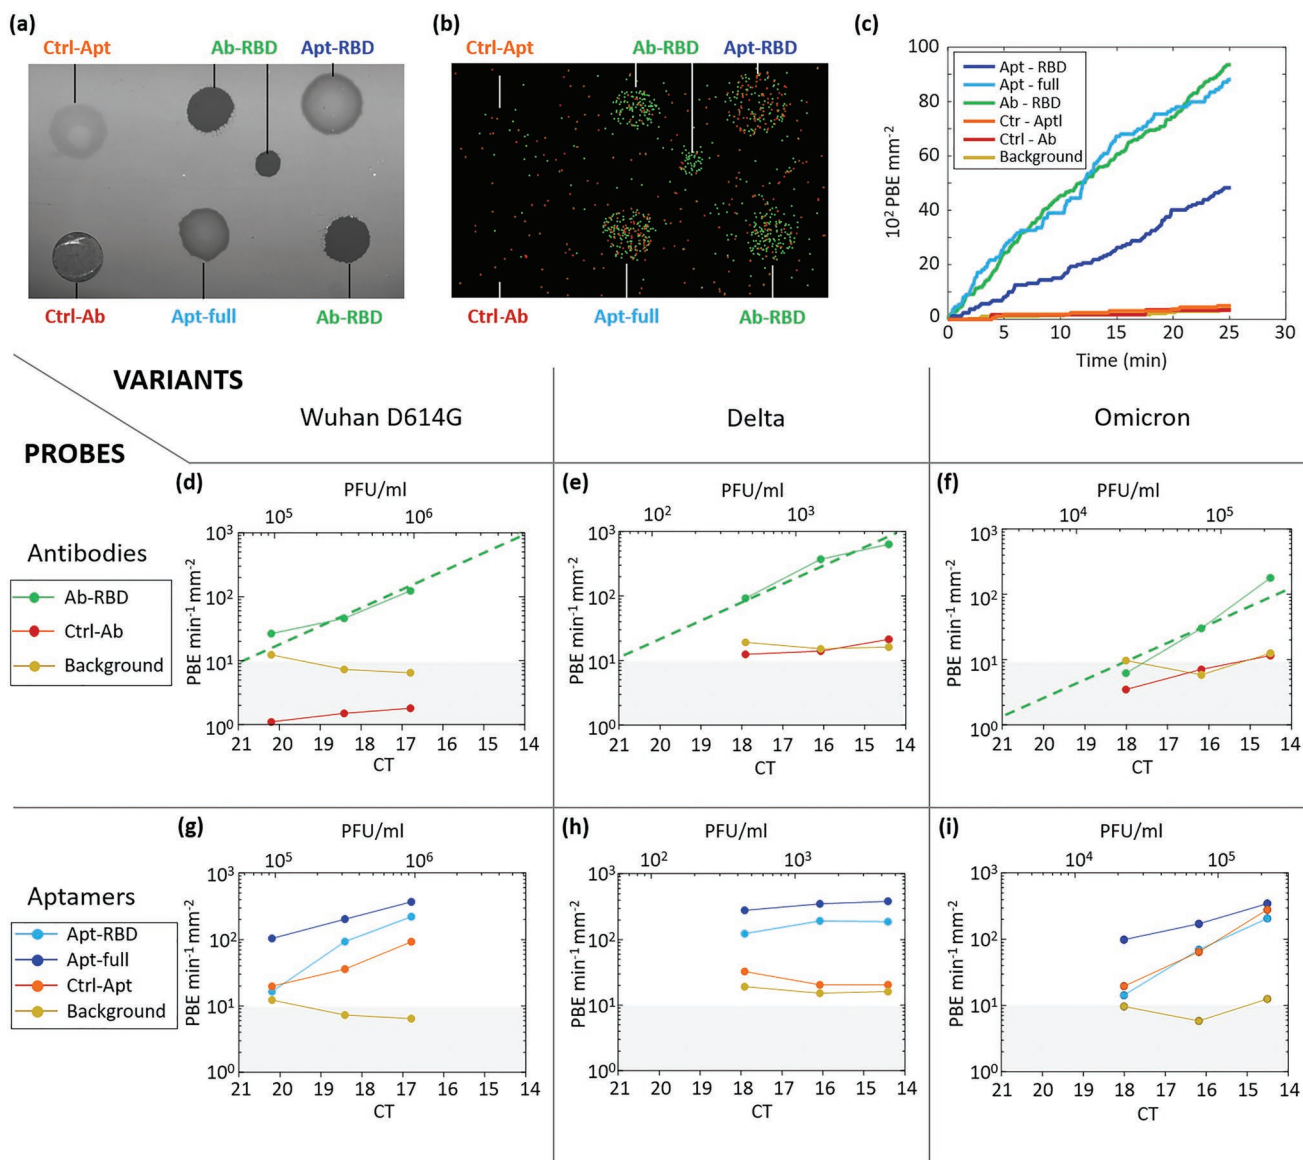 (a)
Ctrl-Apt
Ab-RBD
Apt-RBD
Ctrl-Ab
Apt-full
Ab-RBD
(b)
Ctrl-Apt
Ab-RBD
Apt-RBD
Ctrl-Ab
Apt-full
Ab-RBD
(c)
100
80
60
40
20
0
10² PBE mm⁻²
Apt - RBD
Apt - full
Ab - RBD
Ctr - Aptl
Ctrl - Ab
Background
0 5 10 15 20 25 30
Time (min)
VARIANTS
PROBES
Wuhan D614G
Delta
Omicron
Antibodies
Ab-RBD
Ctrl-Ab
Background
(d)
PFU/ml
10⁵ 10⁶
10³
10²
10¹
10⁰
PBE min⁻¹ mm⁻²
21 20 19 18 17 16 15 14
CT
(e)
PFU/ml
10² 10³
10³
10²
10¹
10⁰
PBE min⁻¹ mm⁻²
21 20 19 18 17 16 15 14
CT
(f)
PFU/ml
10⁴ 10⁵
10³
10²
10¹
10⁰
PBE min⁻¹ mm⁻²
21 20 19 18 17 16 15 14
CT
Aptamers
Apt-RBD
Apt-full
Ctrl-Apt
Background
(g)
PFU/ml
10⁵ 10⁶
10³
10²
10¹
10⁰
PBE min⁻¹ mm⁻²
21 20 19 18 17 16 15 14
CT
(h)
PFU/ml
10² 10³
10³
10²
10¹
10⁰
PBE min⁻¹ mm⁻²
21 20 19 18 17 16 15 14
CT
(i)
PFU/ml
10⁴ 10⁵
10³
10²
10¹
10⁰
PBE min⁻¹ mm⁻²
21 20 19 18 17 16 15 14
CT